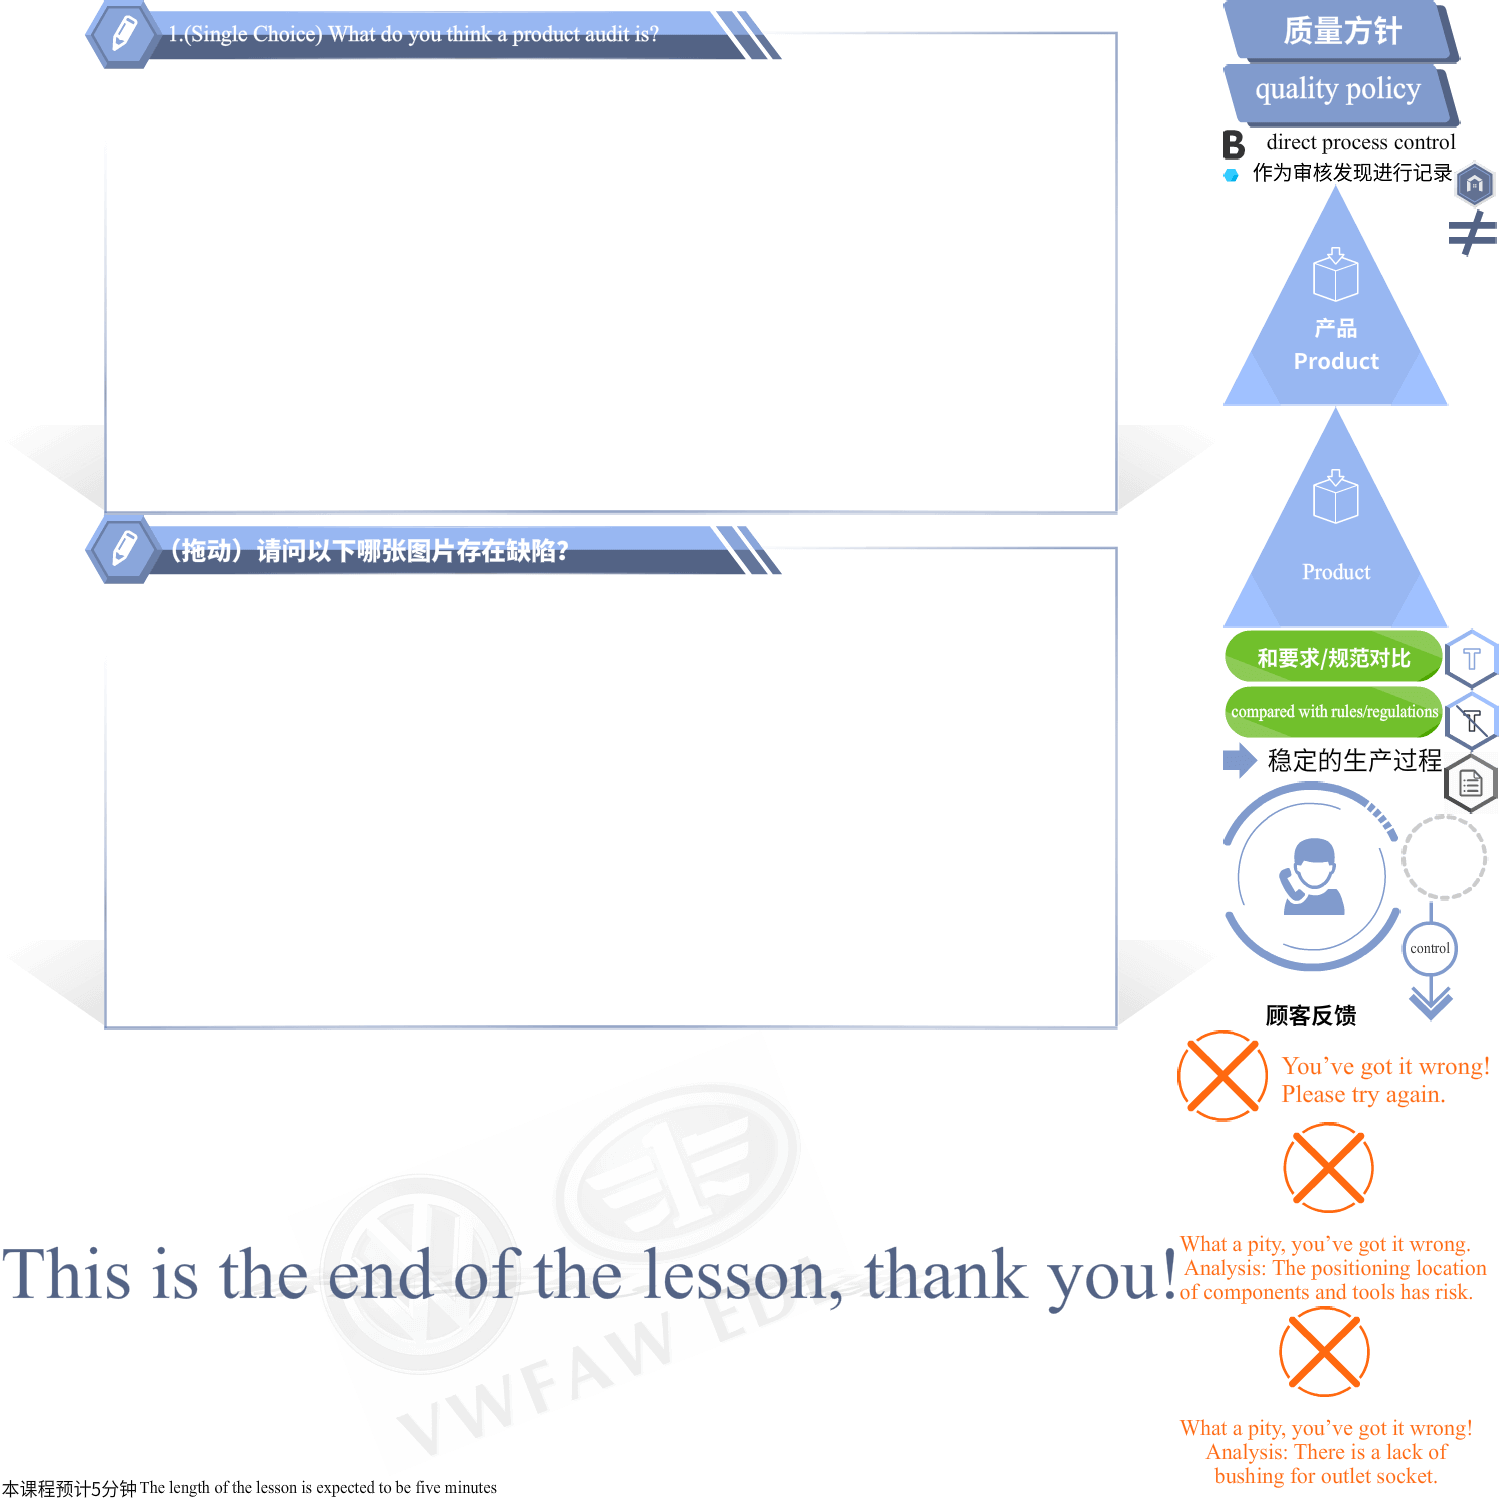 1.(Single Choice) What do you think a product audit is?
质量方针
quality policy
B direct process control
作为审核发现进行记录
≠
产品
Product
Product
（拖动）请问以下哪张图片存在缺陷？
和要求/规范对比
T
compared with rules/regulations
T
稳定的生产过程
control
顾客反馈
You’ve got it wrong!
Please try again.
What a pity, you’ve got it wrong.
Analysis: The positioning location
of components and tools has risk.
This is the end of the lesson, thank you!
VWFAW EDI
What a pity, you’ve got it wrong!
Analysis: There is a lack of
bushing for outlet socket.
本课程预计5分钟 The length of the lesson is expected to be five minutes